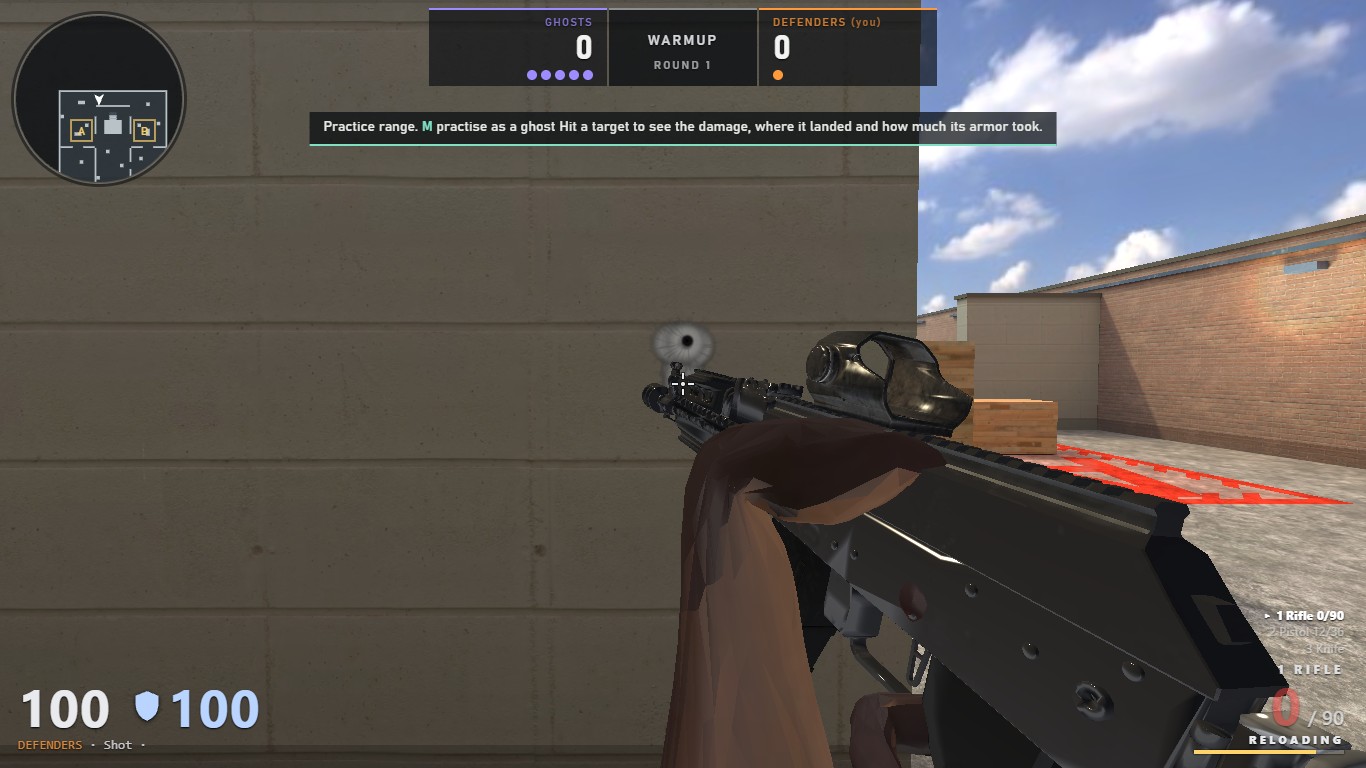 GHOSTS
0
WARMUP
ROUND 1
DEFENDERS (you)
0
Practice range. M practise as a ghost Hit a target to see the damage, where it landed and how much its armor took.
A
B
1 Rifle 0/90
2 Pistol 12/36
3 Knife
1 RIFLE
0 / 90
RELOADING
100 100
DEFENDERS · Shot ·